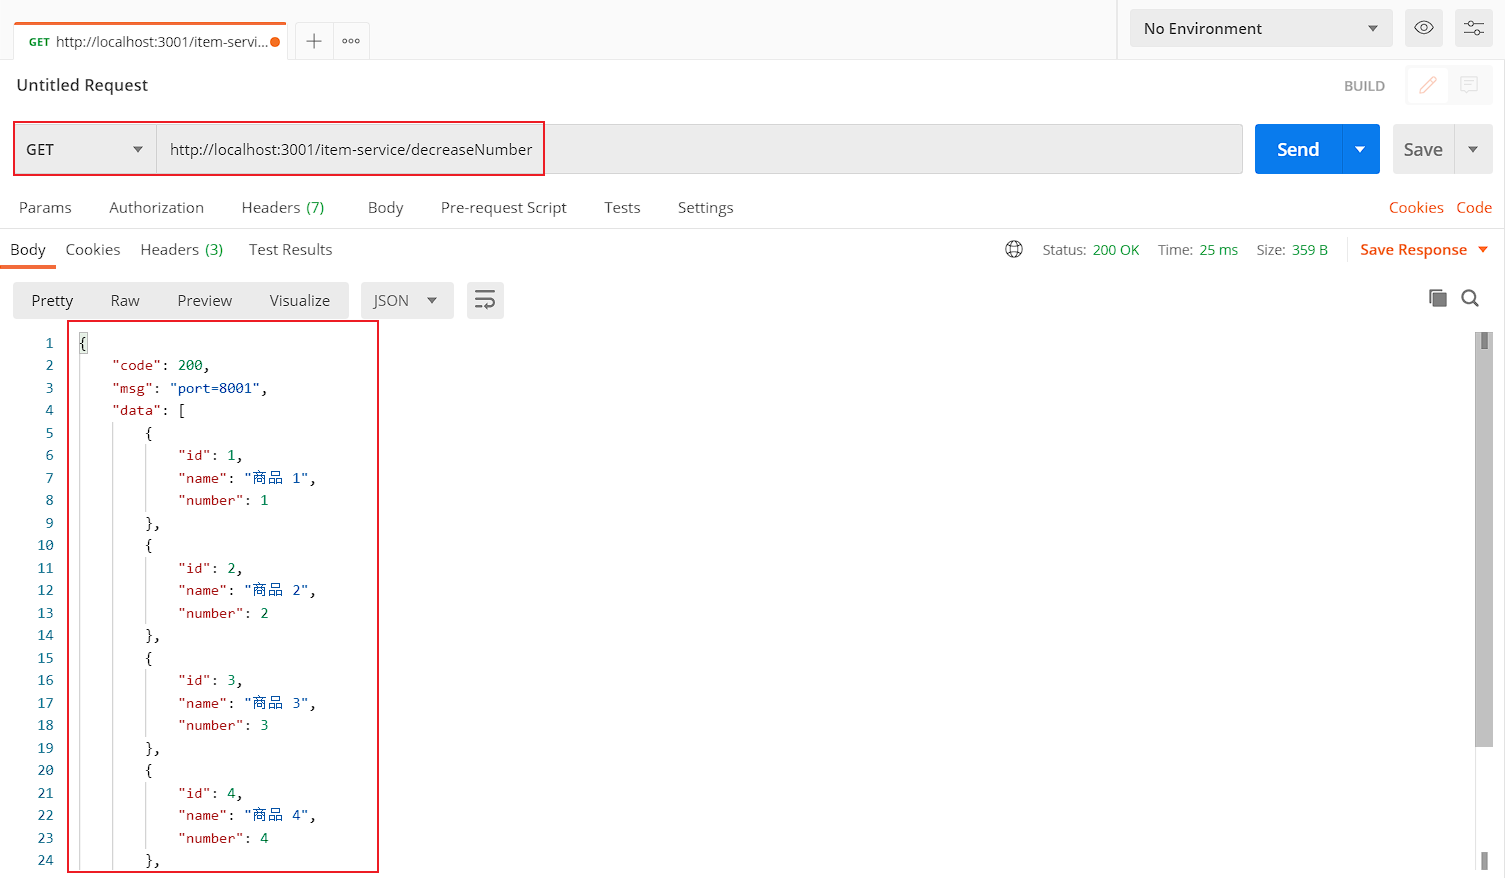 GET http://localhost:3001/item-servi...
No Environment
Untitled Request
BUILD
GET http://localhost:3001/item-service/decreaseNumber
Send
Save
Params Authorization Headers (7) Body Pre-request Script Tests Settings
Cookies Code
Body Cookies Headers (3) Test Results
Status: 200 OK Time: 25 ms Size: 359 B
Save Response
Pretty Raw Preview Visualize JSON
1 {
2 "code": 200,
3 "msg": "port=8001",
4 "data": [
5 {
6 "id": 1,
7 "name": "商品 1",
8 "number": 1
9 },
10 {
11 "id": 2,
12 "name": "商品 2",
13 "number": 2
14 },
15 {
16 "id": 3,
17 "name": "商品 3",
18 "number": 3
19 },
20 {
21 "id": 4,
22 "name": "商品 4",
23 "number": 4
24 },